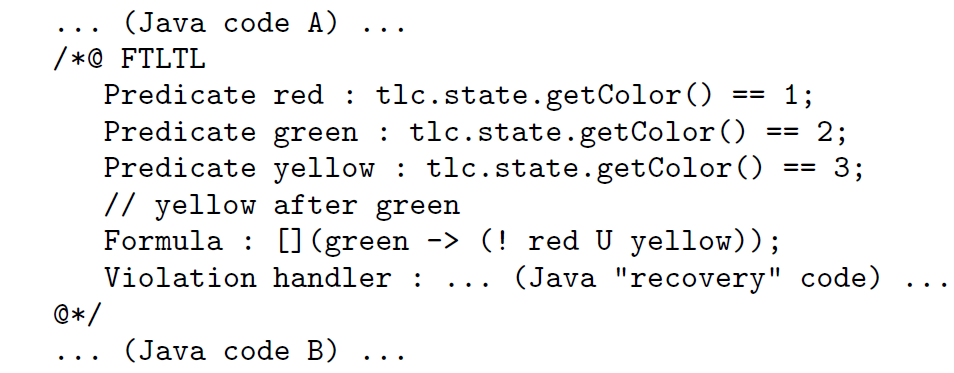 ... (Java code A) ...
/*@ FTLTL
Predicate red : tlc.state.getColor() == 1;
Predicate green : tlc.state.getColor() == 2;
Predicate yellow : tlc.state.getColor() == 3;
// yellow after green
Formula : [](green -> (! red U yellow));
Violation handler : ... (Java "recovery" code) ...
@*/
... (Java code B) ...